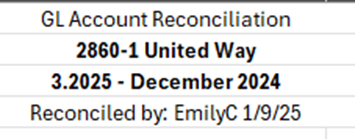 GL Account Reconciliation
2860-1 United Way
3.2025 - December 2024
Reconciled by: EmilyC 1/9/25